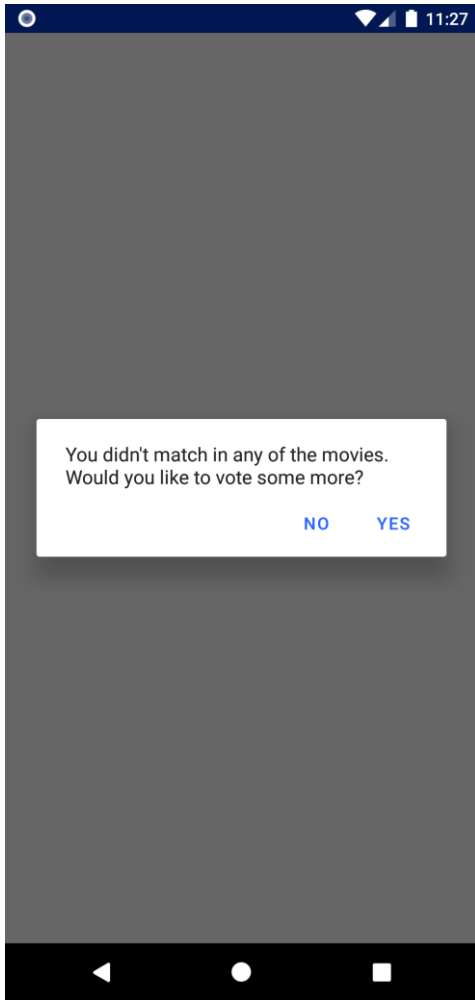 11:27
You didn't match in any of the movies.
Would you like to vote some more?
NO YES